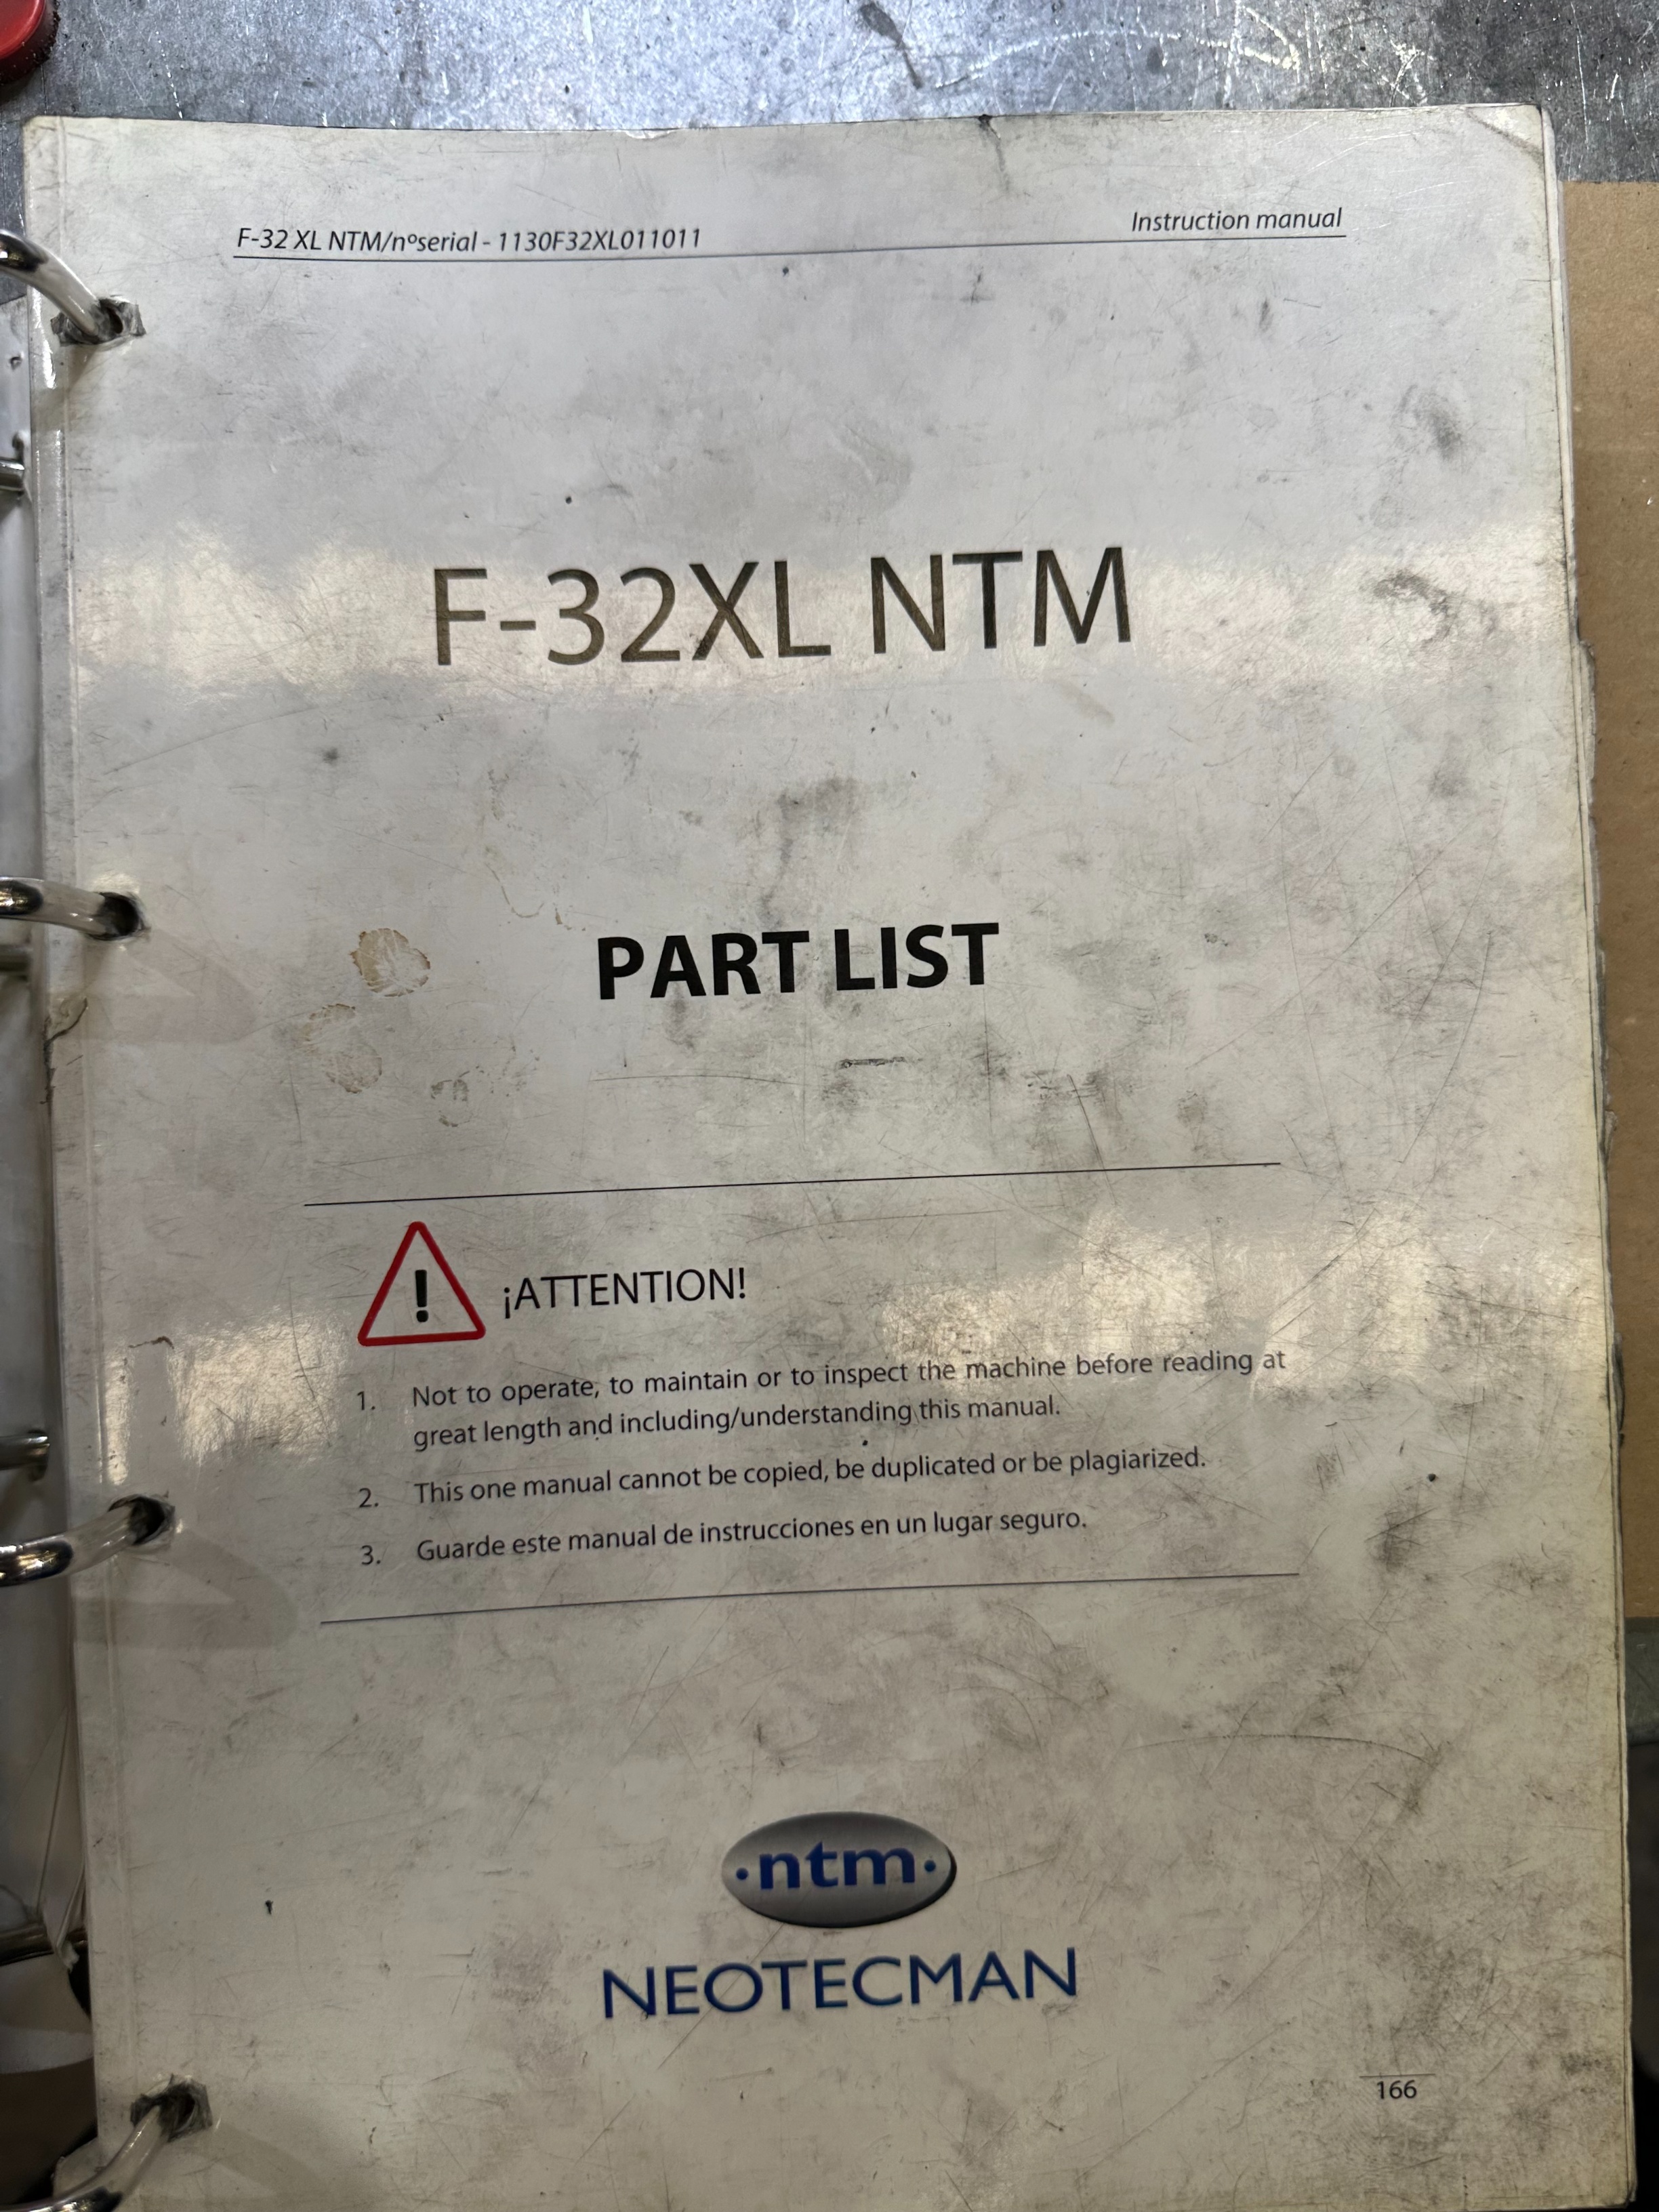 F-32 XL NTM/nºserial - 1130F32XL011011
Instruction manual
F-32XL NTM
PART LIST
! ¡ATTENTION!
1. Not to operate, to maintain or to inspect the machine before reading at
great length and including/understanding this manual.
2. This one manual cannot be copied, be duplicated or be plagiarized.
3. Guarde este manual de instrucciones en un lugar seguro.
·ntm·
NEOTECMAN
166